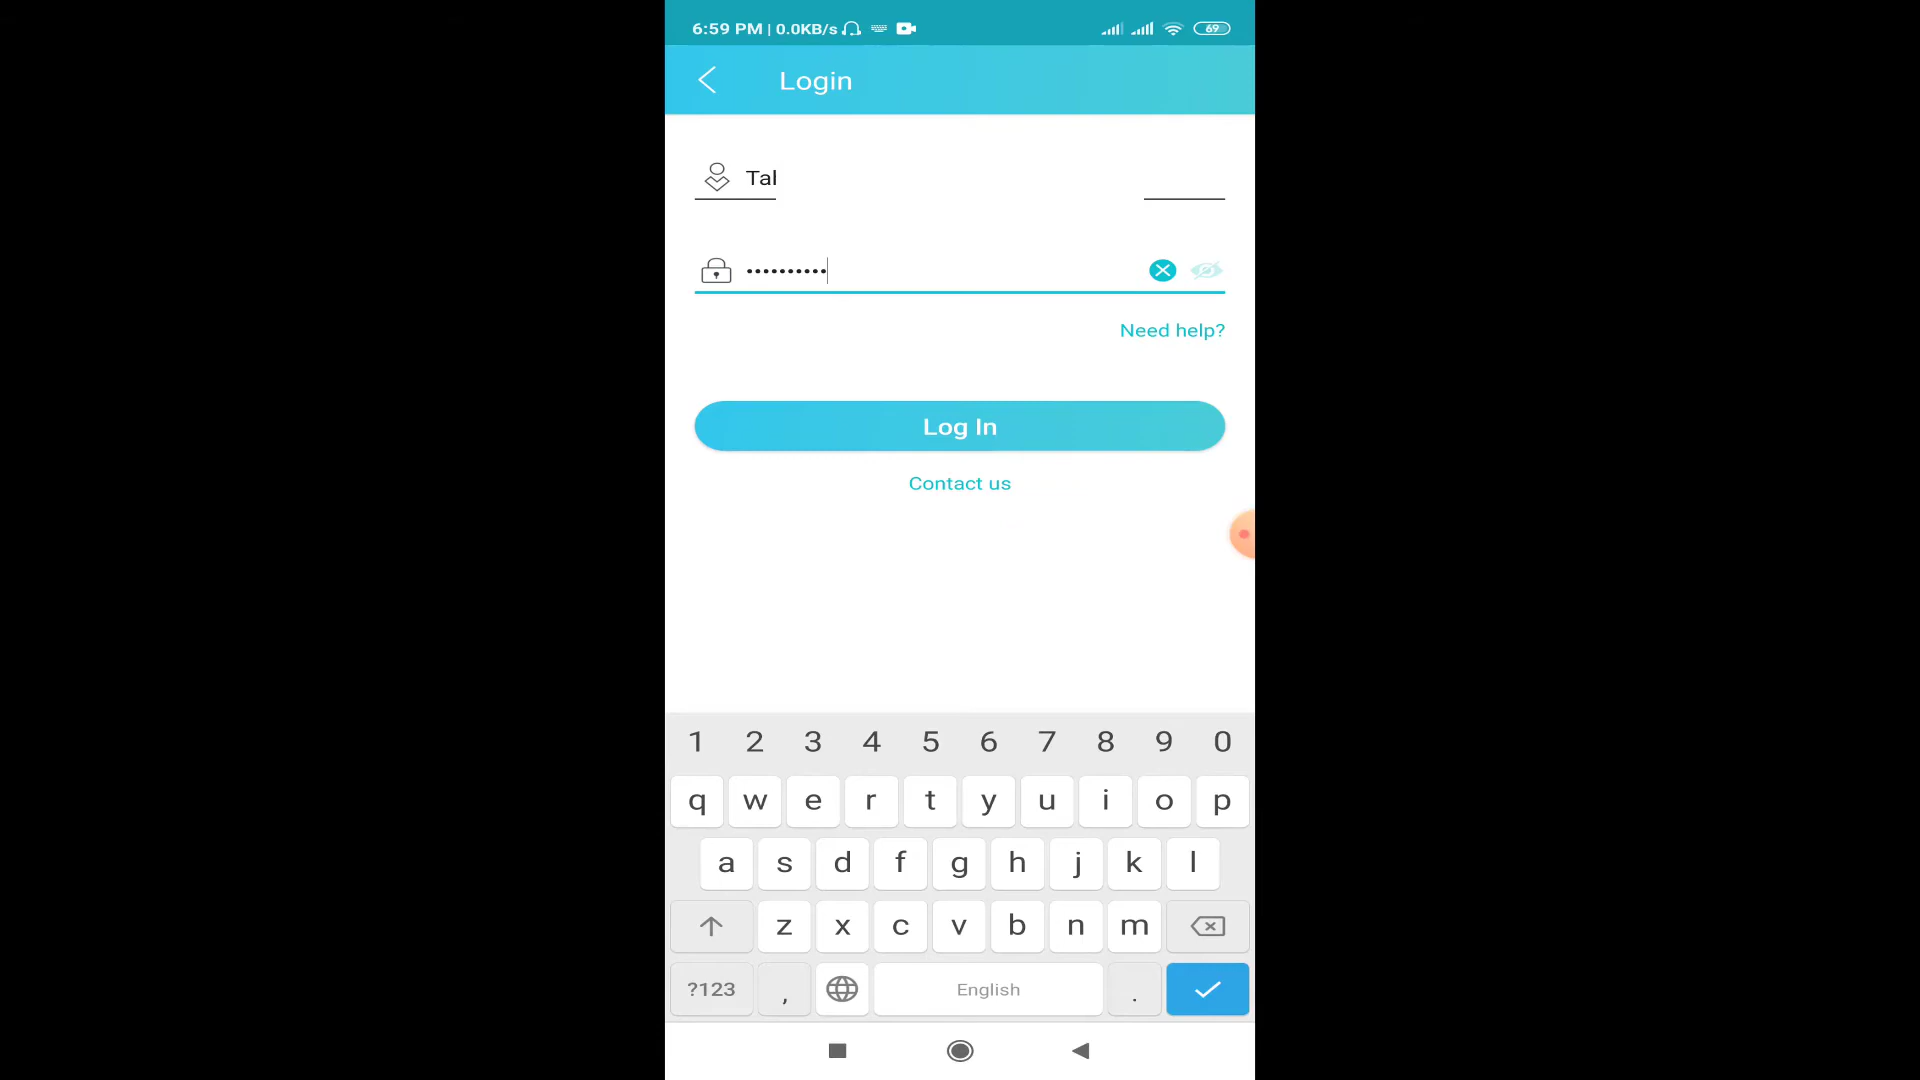 6:59 PM | 0.0KB/s 69
Login
Tal
••••••••••
Need help?
Log In
Contact us
1 2 3 4 5 6 7 8 9 0
q w e r t y u i o p
a s d f g h j k l
z x c v b n m
?123 , English .